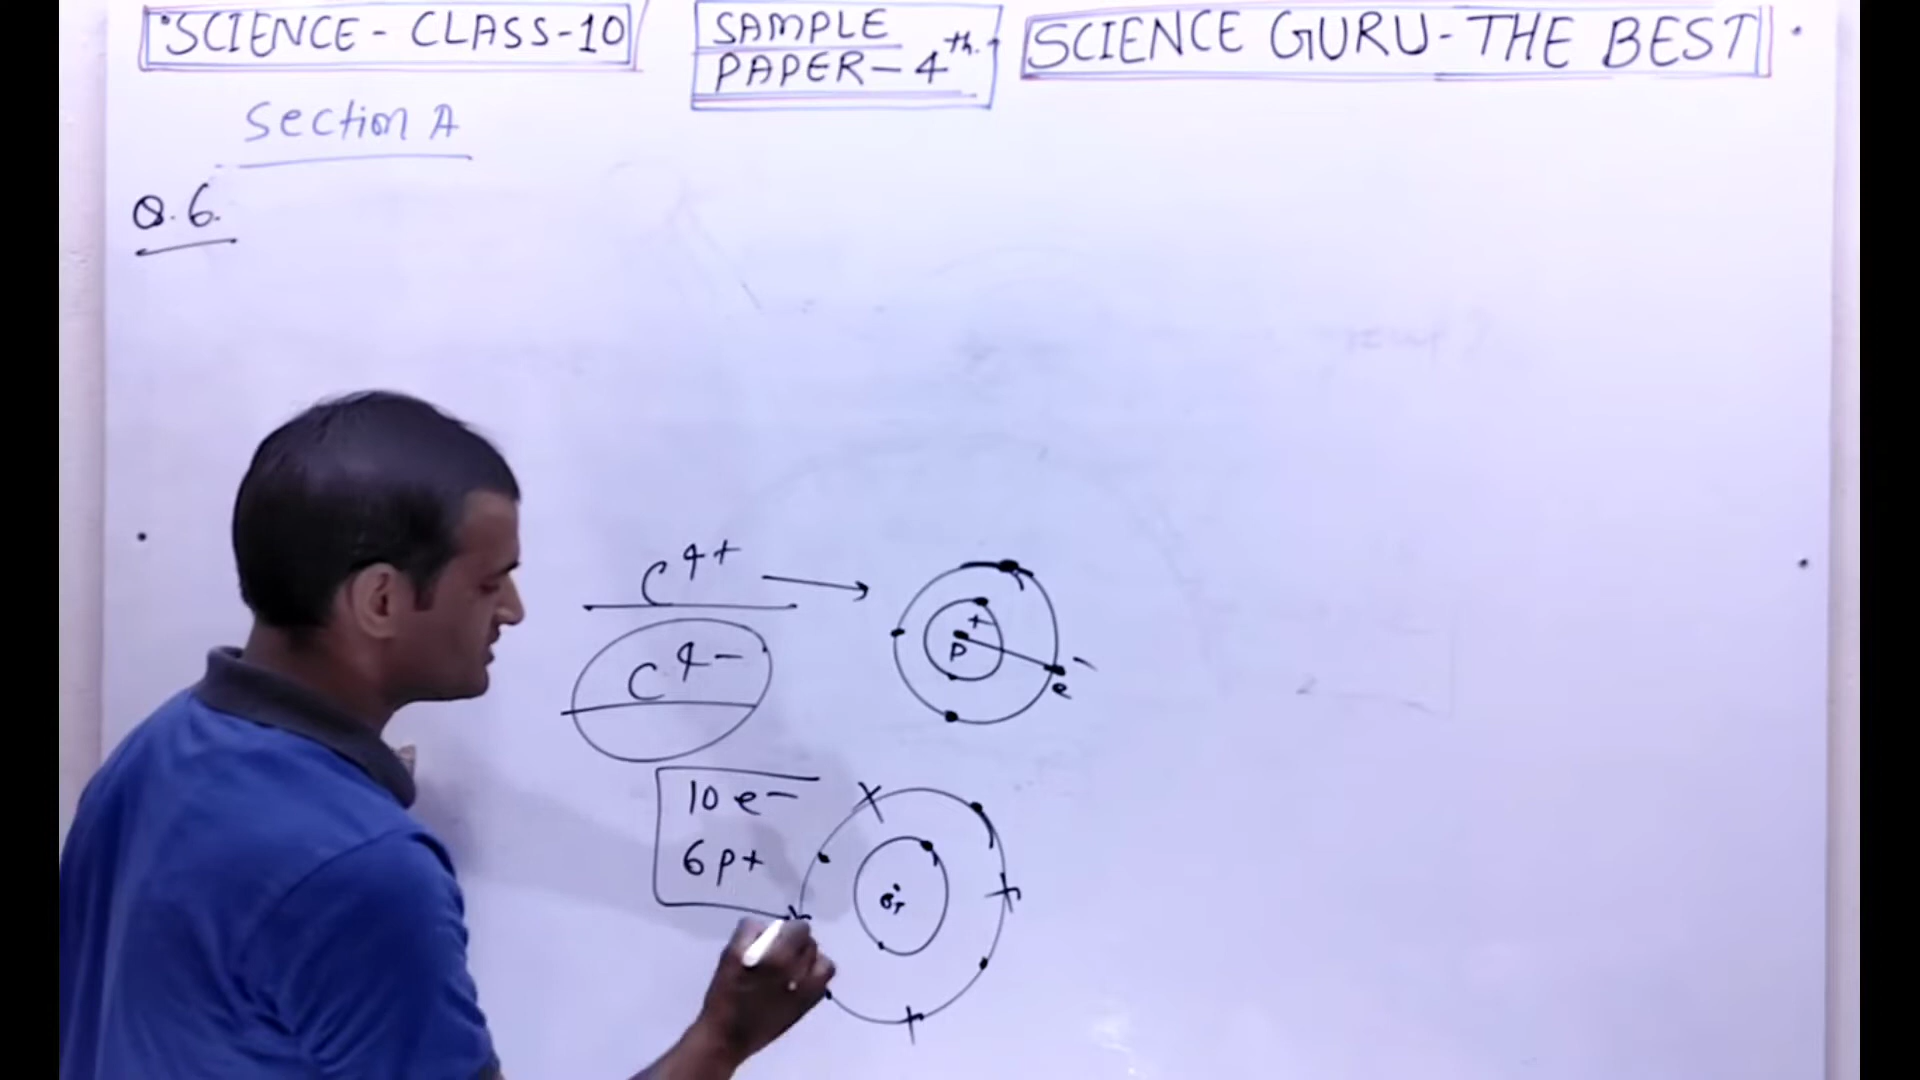 SCIENCE - CLASS-10
SAMPLE
PAPER - 4th.
SCIENCE GURU - THE BEST
Section A
Q.6.
C4+
+
P
-
e
C4-
10 e-
6 p+